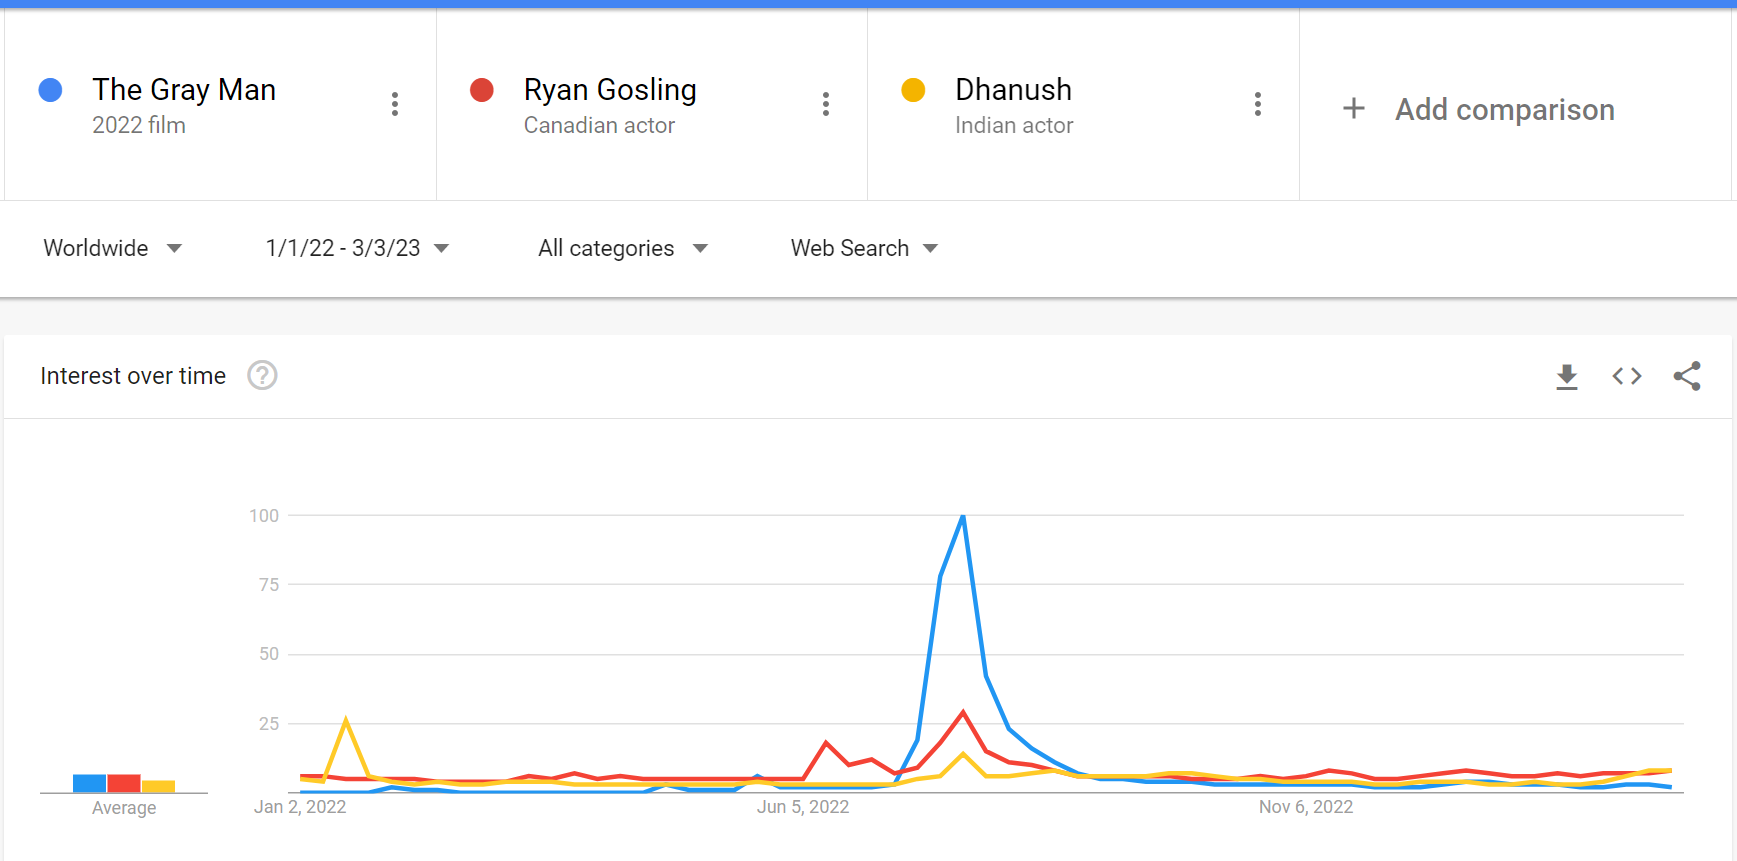 The Gray Man
2022 film
Ryan Gosling
Canadian actor
Dhanush
Indian actor
+ Add comparison
Worldwide
1/1/22 - 3/3/23
All categories
Web Search
Interest over time ?
100
75
50
25
Average
Jan 2, 2022
Jun 5, 2022
Nov 6, 2022